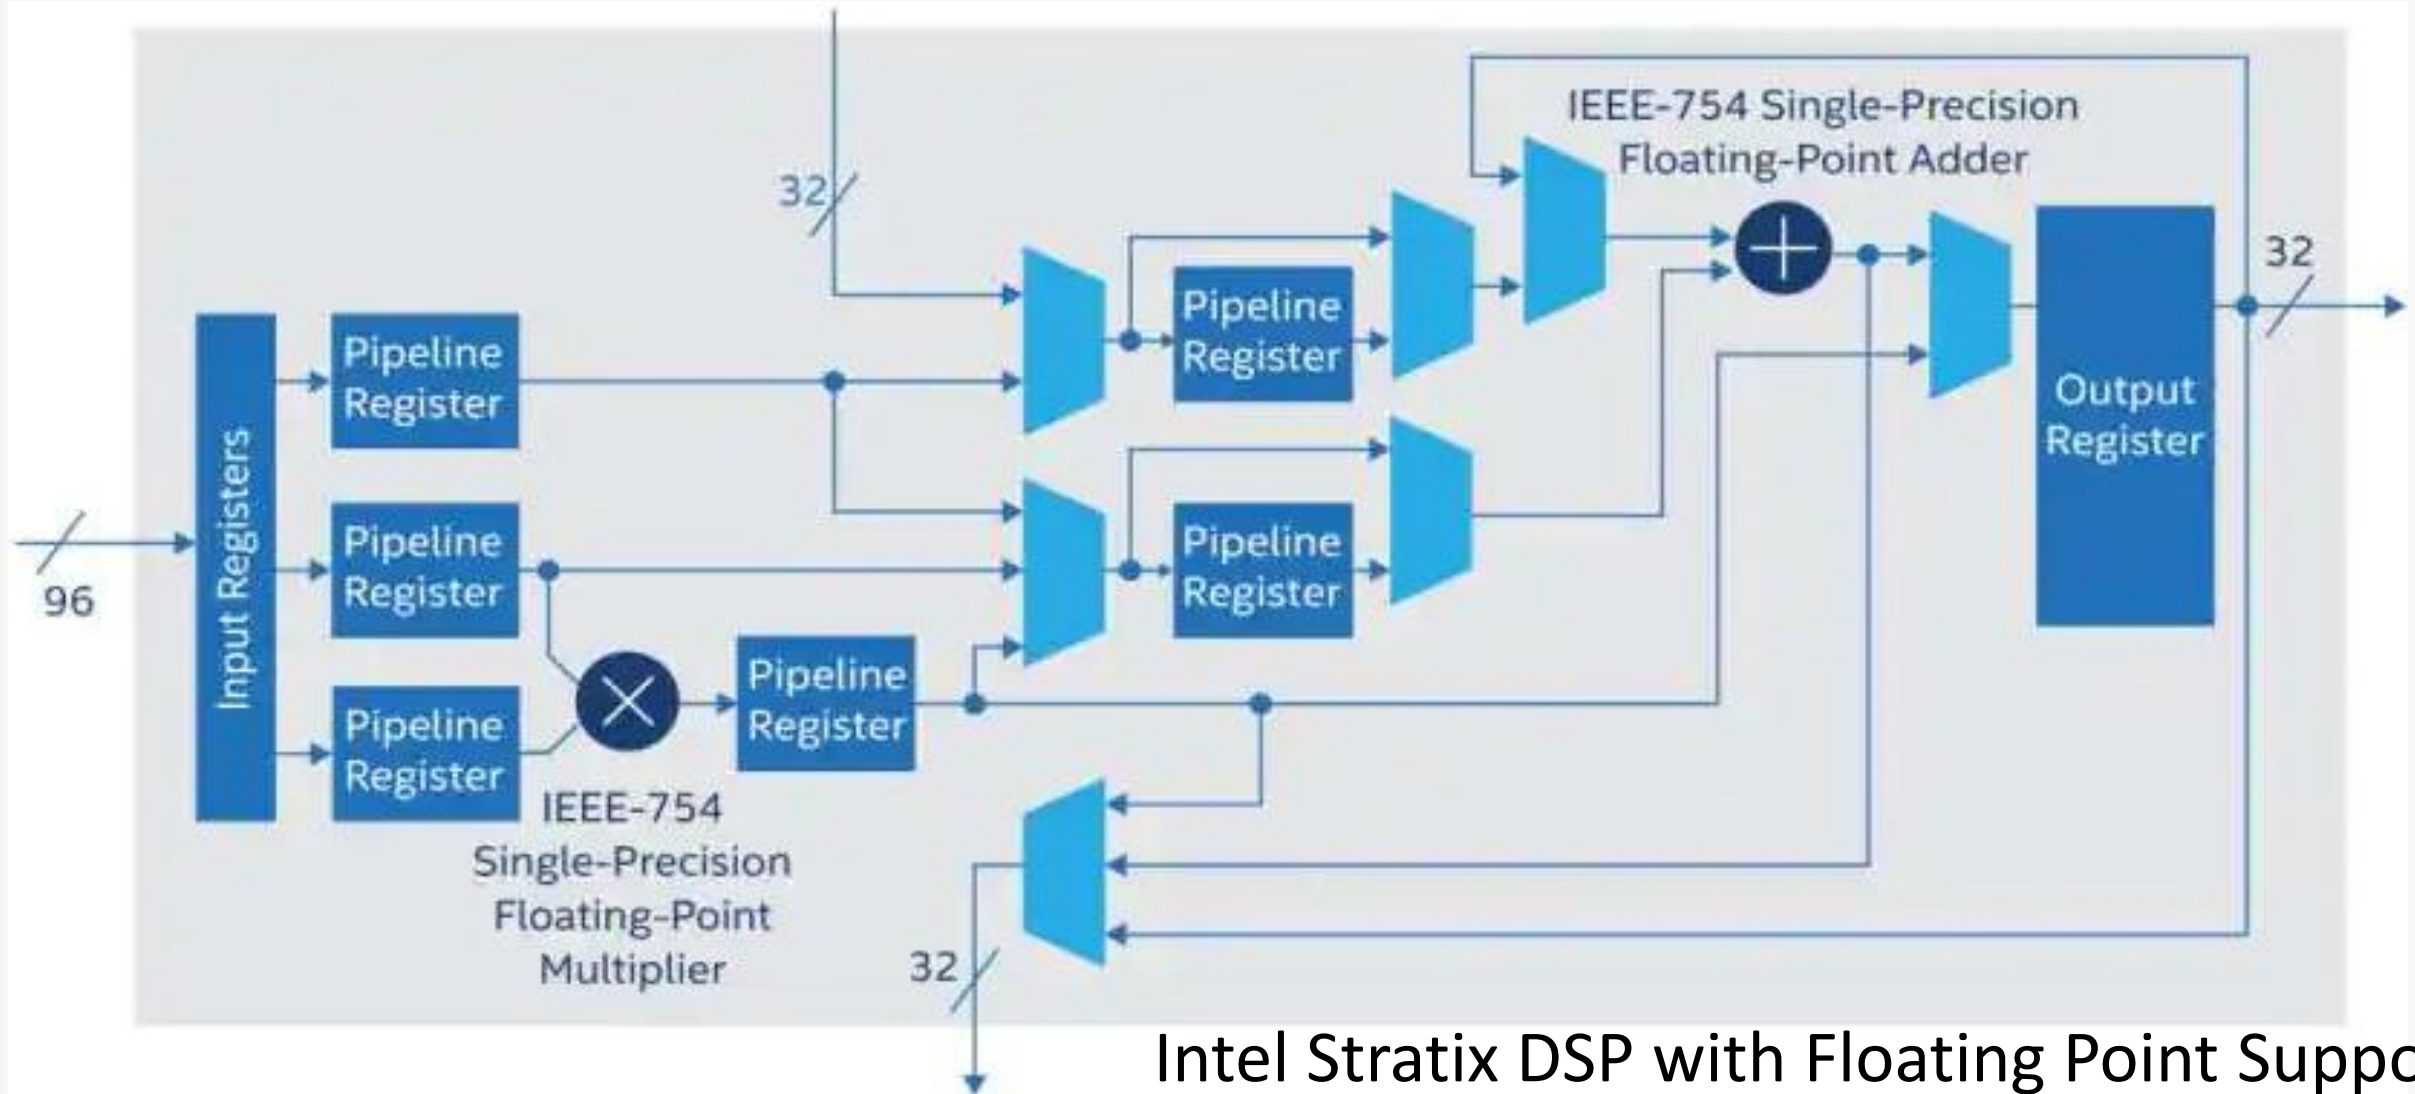 32
IEEE-754 Single-Precision
Floating-Point Adder
32
Pipeline
Register
Pipeline
Register
Output
Register
Input Registers
96
Pipeline
Register
Pipeline
Register
Pipeline
Register
Pipeline
Register
IEEE-754
Single-Precision
Floating-Point
Multiplier
32
Intel Stratix DSP with Floating Point Suppo